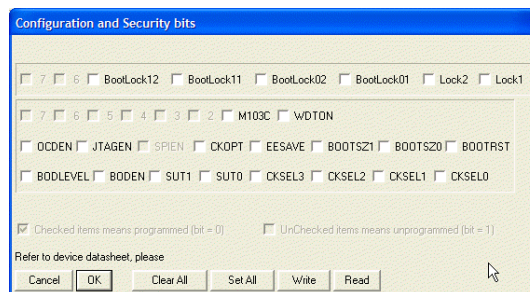 Configuration and Security bits
7 6 BootLock12 BootLock11 BootLock02 BootLock01 Lock2 Lock1
7 6 5 4 3 2 M103C WDTON
OCDEN JTAGEN SPIEN CKOPT EESAVE BOOTSZ1 BOOTSZ0 BOOTRST
BODLEVEL BODEN SUT1 SUT0 CKSEL3 CKSEL2 CKSEL1 CKSEL0
Checked items means programmed (bit = 0) UnChecked items means unprogrammed (bit = 1)
Refer to device datasheet, please
Cancel OK Clear All Set All Write Read